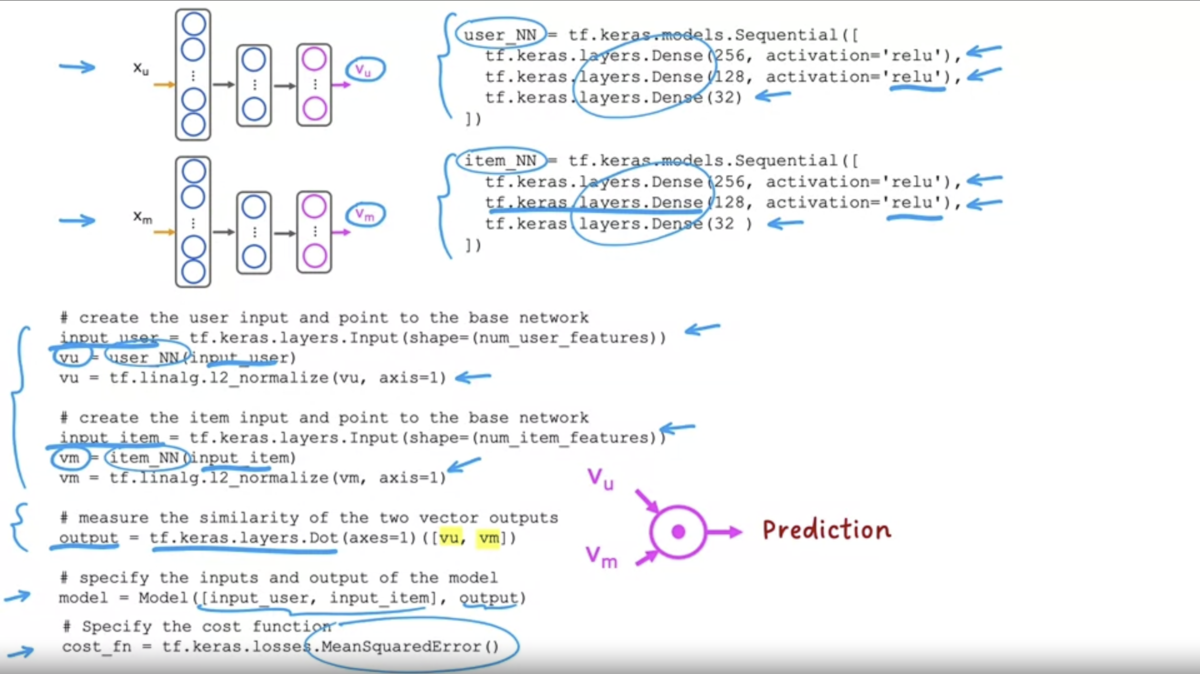 x_u
v_u
user_NN = tf.keras.models.Sequential([
tf.keras.layers.Dense(256, activation='relu'),
tf.keras.layers.Dense(128, activation='relu'),
tf.keras.layers.Dense(32)
])
x_m
v_m
item_NN = tf.keras.models.Sequential([
tf.keras.layers.Dense(256, activation='relu'),
tf.keras.layers.Dense(128, activation='relu'),
tf.keras.layers.Dense(32 )
])
# create the user input and point to the base network
input_user = tf.keras.layers.Input(shape=(num_user_features))
vu = user_NN(input_user)
vu = tf.linalg.l2_normalize(vu, axis=1)
# create the item input and point to the base network
input_item = tf.keras.layers.Input(shape=(num_item_features))
vm = item_NN(input_item)
vm = tf.linalg.l2_normalize(vm, axis=1)
# measure the similarity of the two vector outputs
output = tf.keras.layers.Dot(axes=1)([vu, vm])
# specify the inputs and output of the model
model = Model([input_user, input_item], output)
# Specify the cost function
cost_fn = tf.keras.losses.MeanSquaredError()
v_u
v_m
Prediction